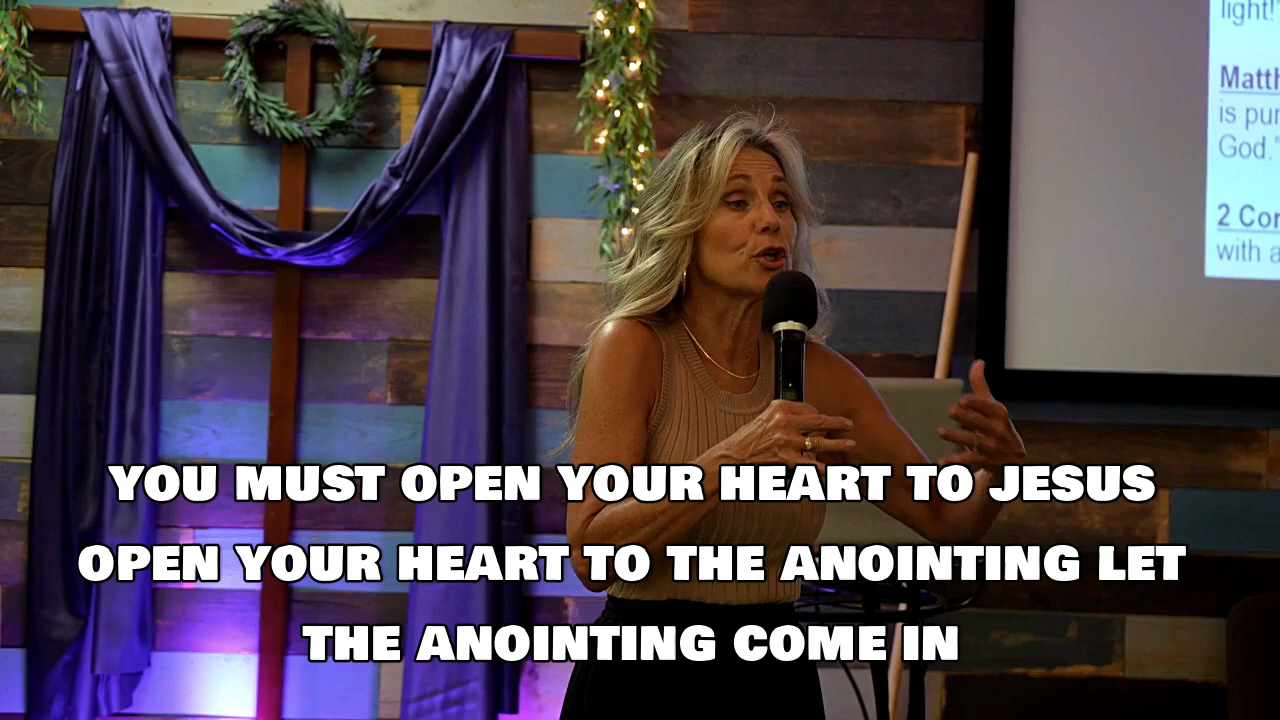 light!"
Matth
is pur
God."
2 Cor
with a
YOU MUST OPEN YOUR HEART TO JESUS
OPEN YOUR HEART TO THE ANOINTING LET
THE ANOINTING COME IN